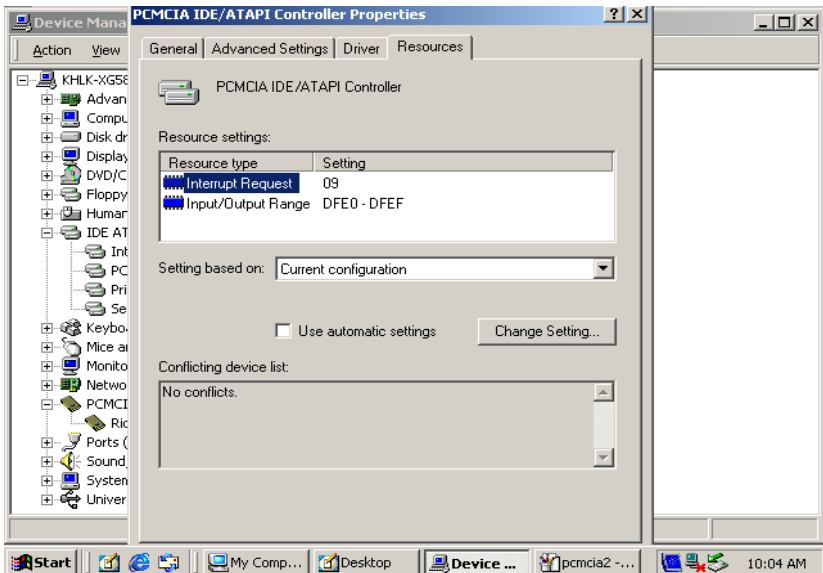 Device Mana
PCMCIA IDE/ATAPI Controller Properties
Action View
General Advanced Settings Driver Resources
KHLK-XG58
Advan
Compu
Disk dr
Display
DVD/C
Floppy
Human
IDE AT
Int
PC
Pri
Se
Keybo
Mice a
Monito
Netwo
PCMCI
Ric
Ports (
Sound,
System
Univer
PCMCIA IDE/ATAPI Controller
Resource settings:
Resource type Setting
Interrupt Request 09
Input/Output Range DFE0 - DFEF
Setting based on: Current configuration
Use automatic settings Change Setting...
Conflicting device list:
No conflicts.
Start My Comp... Desktop Device ... pcmcia2 -... 10:04 AM